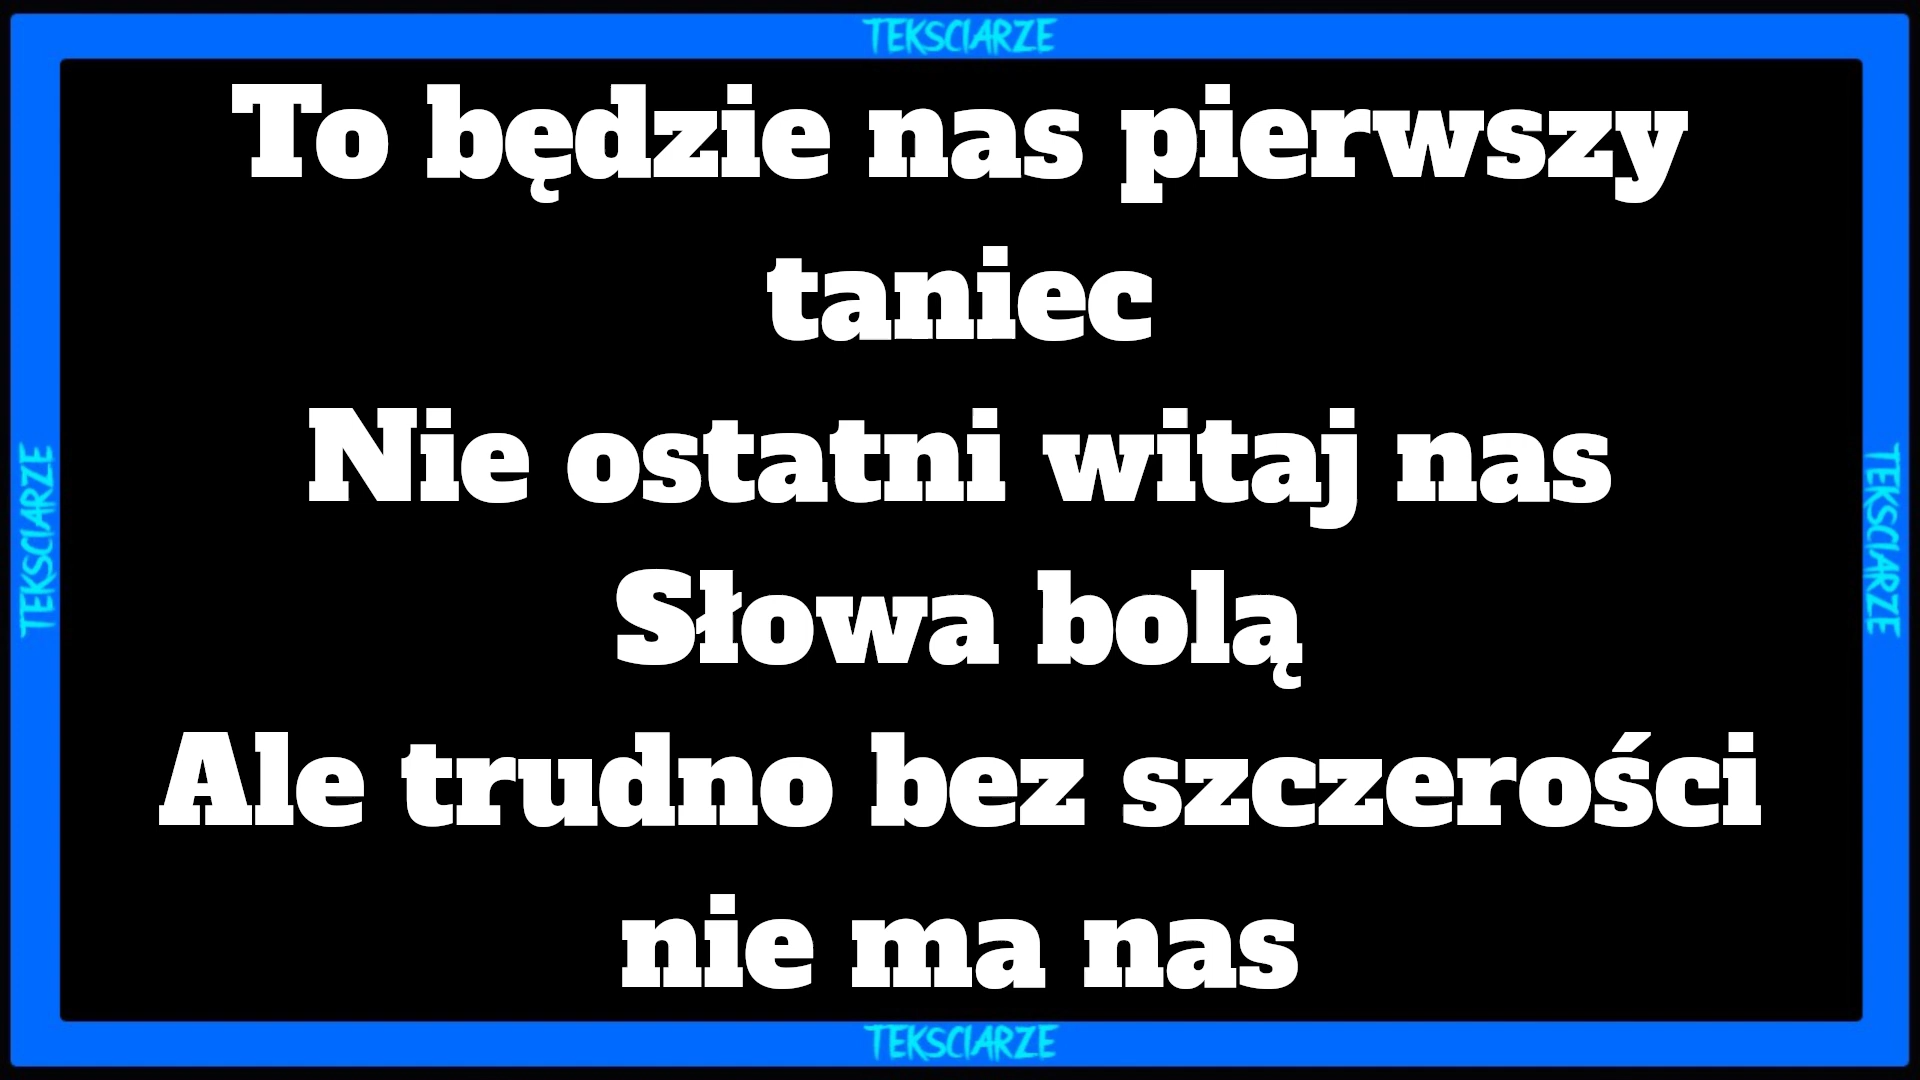 TEKSCIARZE
To będzie nas pierwszy
taniec
Nie ostatni witaj nas
Słowa bolą
Ale trudno bez szczerości
nie ma nas
TEKSCIARZE
TEKSCIARZE
TEKSCIARZE